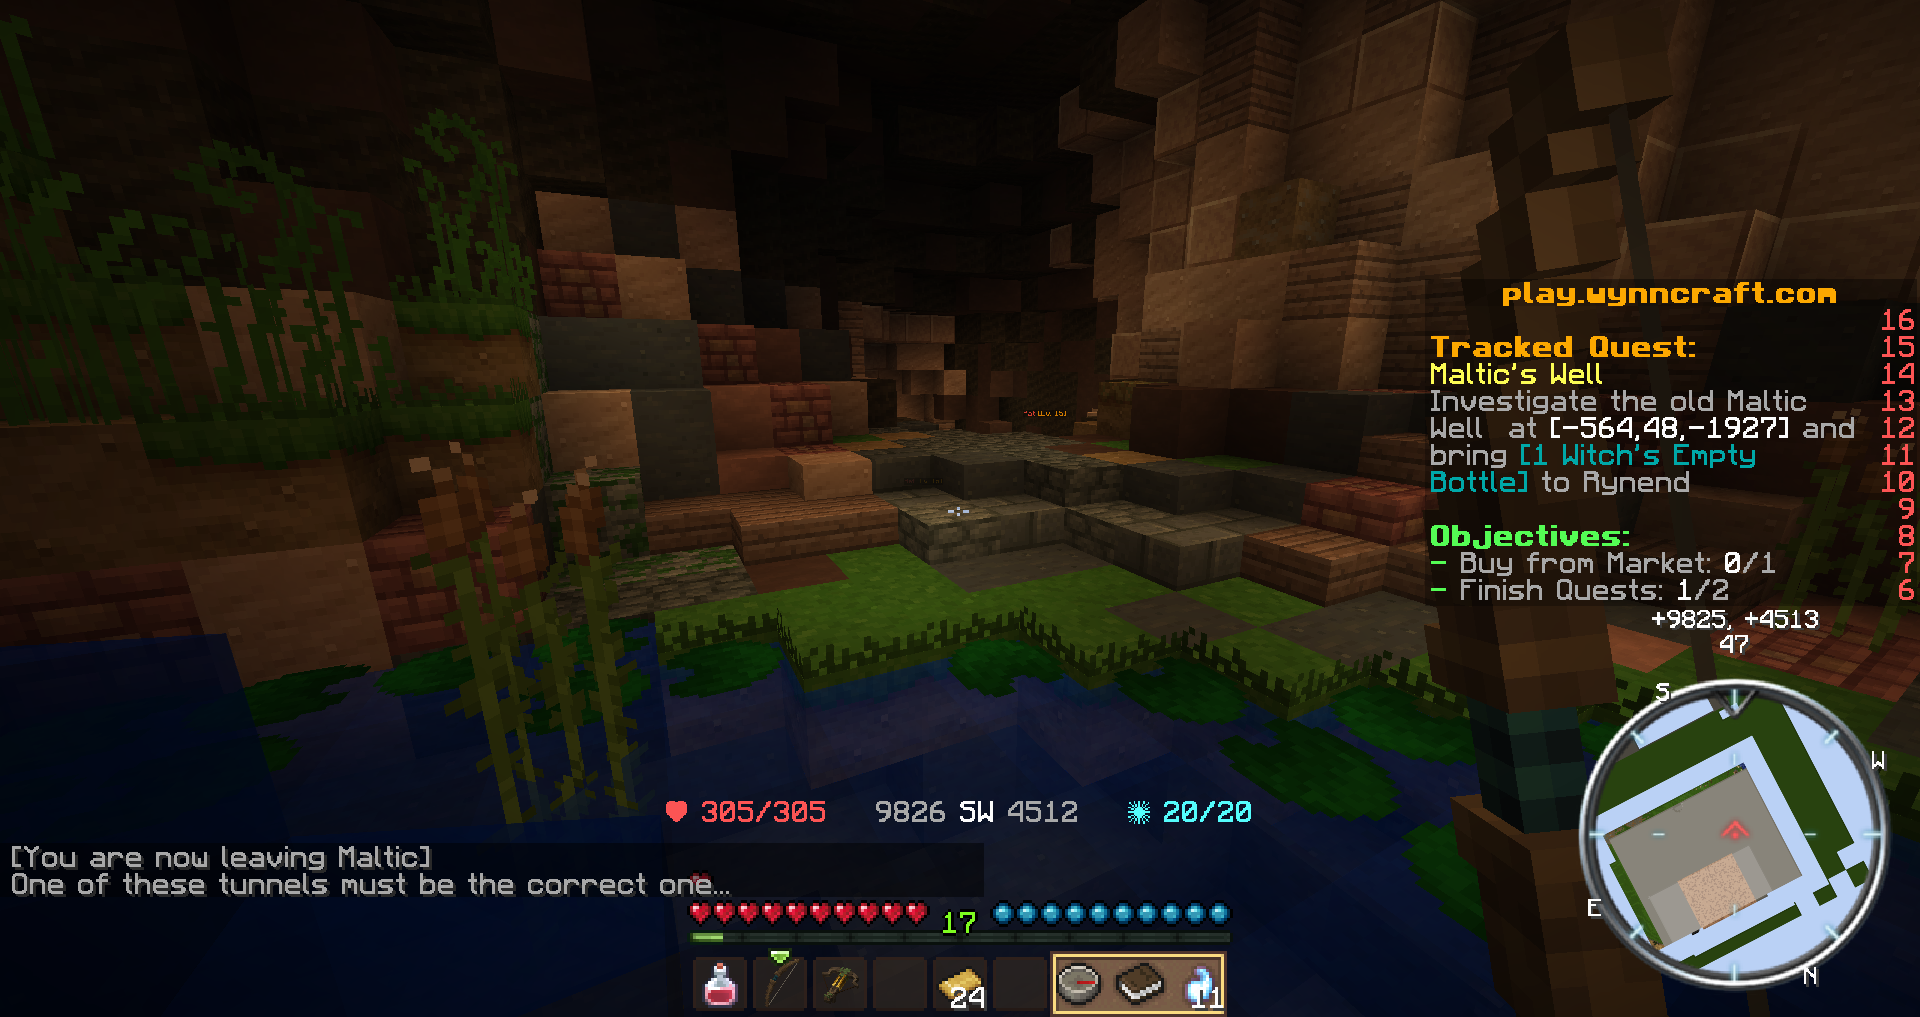 play.wynncraft.com
16
Tracked Quest: 15
Maltic's Well 14
Investigate the old Maltic 13
Well at [-564,48,-1927] and 12
bring [1 Witch's Empty 11
Bottle] to Rynend 10
9
Objectives: 8
- Buy from Market: 0/1 7
- Finish Quests: 1/2 6
+9825, +4513
47
S
W
E
N
305/305 9826 SW 4512 20/20
[You are now leaving Maltic]
One of these tunnels must be the correct one...
17
24
11